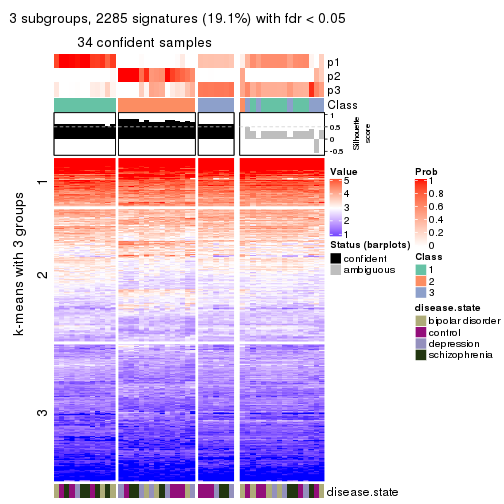 3 subgroups, 2285 signatures (19.1%) with fdr < 0.05
34 confident samples
p1
p2
p3
Class
1
0.5
0
-0.5
Silhouette
score
k-means with 3 groups
1
2
3
disease.state
Value
5
4
3
2
1
Status (barplots)
confident
ambiguous
Prob
1
0.8
0.6
0.4
0.2
0
Class
1
2
3
disease.state
bipolar disorder
control
depression
schizophrenia